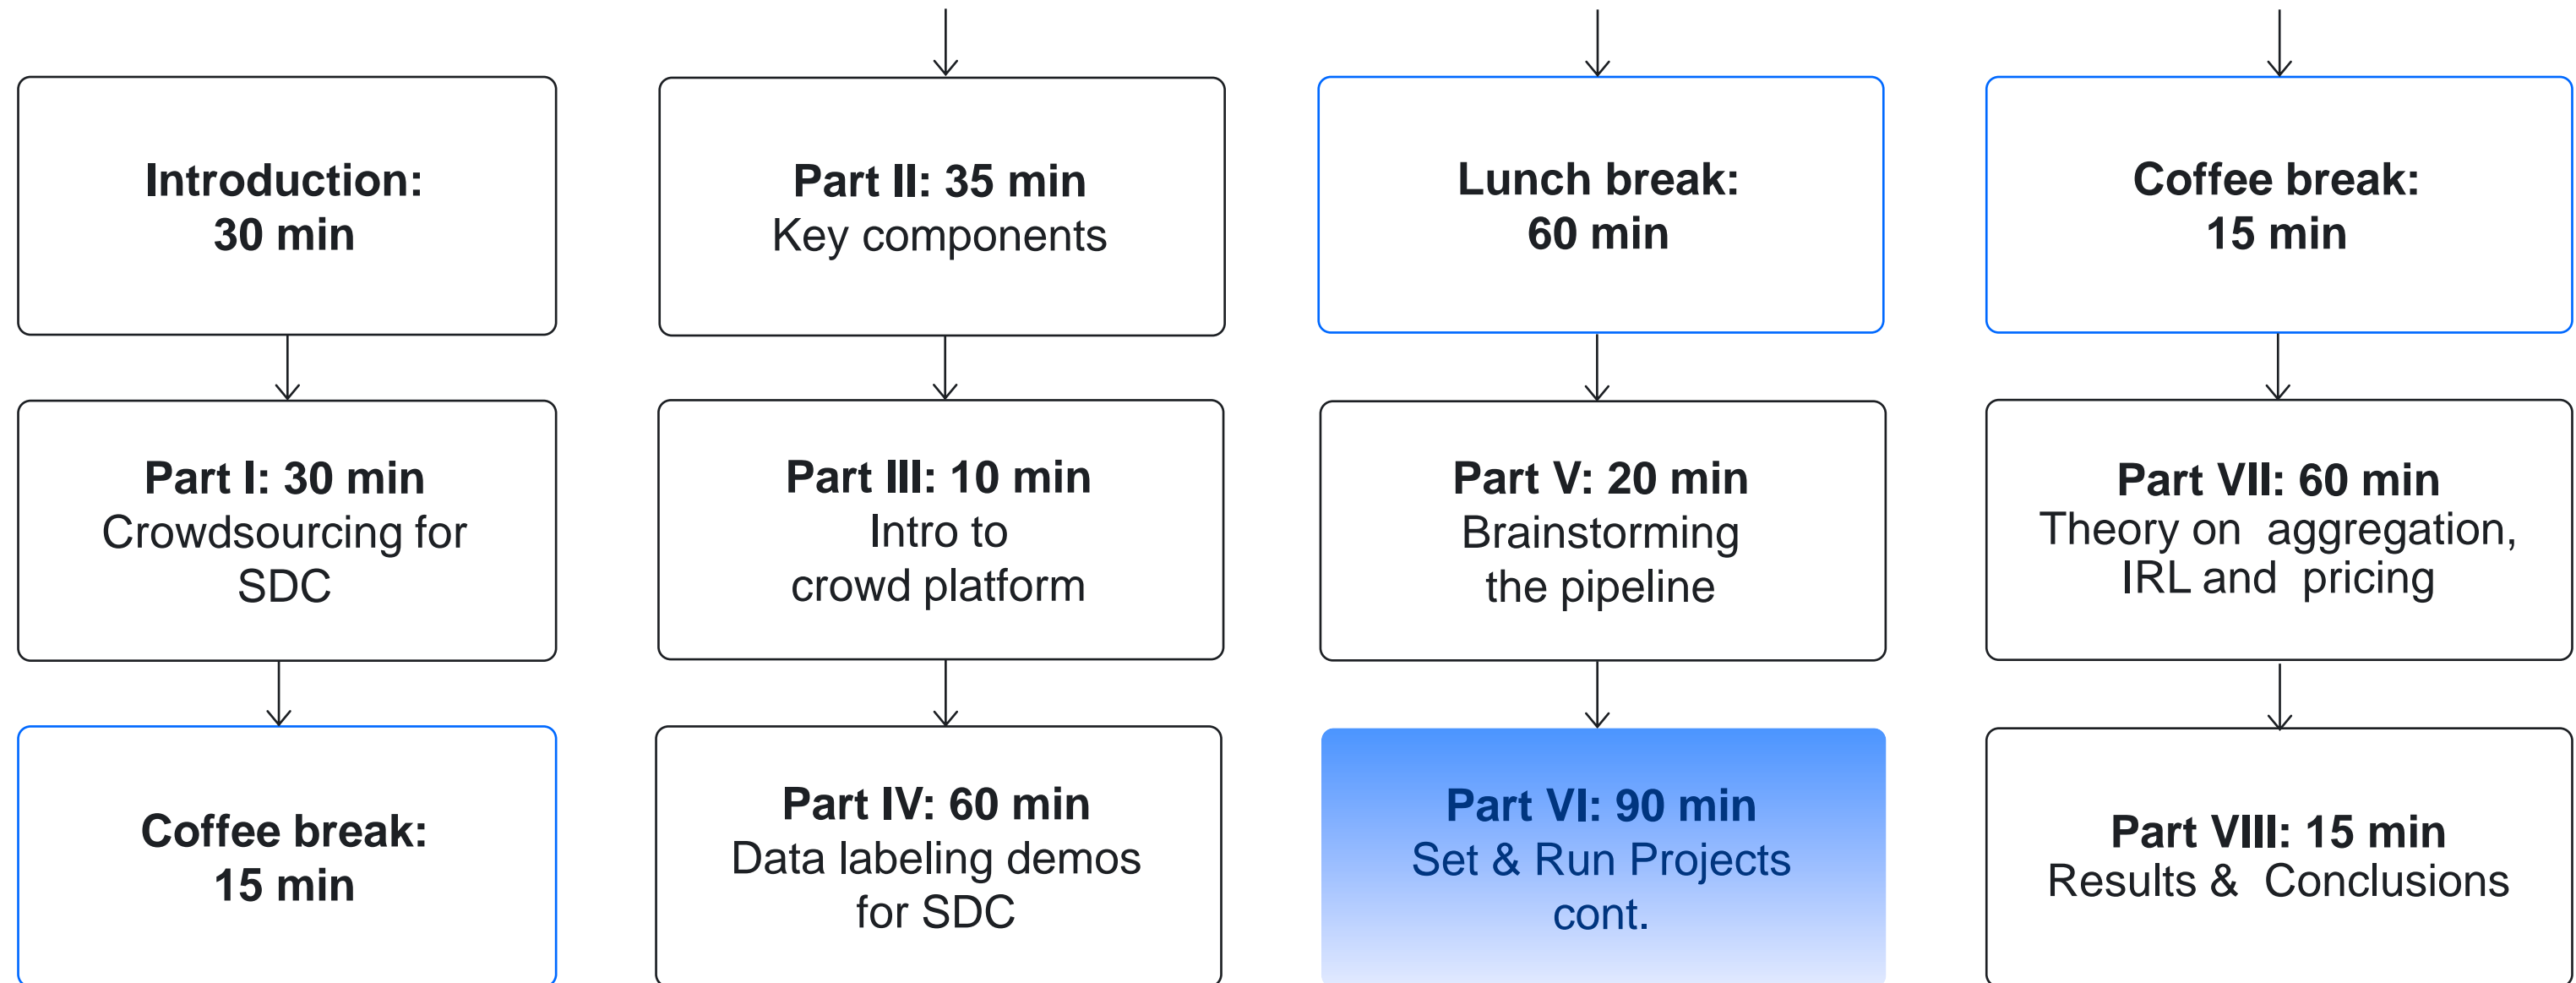 Introduction:
30 min
Part I: 30 min
Crowdsourcing for
SDC
Coffee break:
15 min
Part II: 35 min
Key components
Part III: 10 min
Intro to
crowd platform
Part IV: 60 min
Data labeling demos
for SDC
Lunch break:
60 min
Part V: 20 min
Brainstorming
the pipeline
Part VI: 90 min
Set & Run Projects
cont.
Coffee break:
15 min
Part VII: 60 min
Theory on aggregation,
IRL and pricing
Part VIII: 15 min
Results & Conclusions